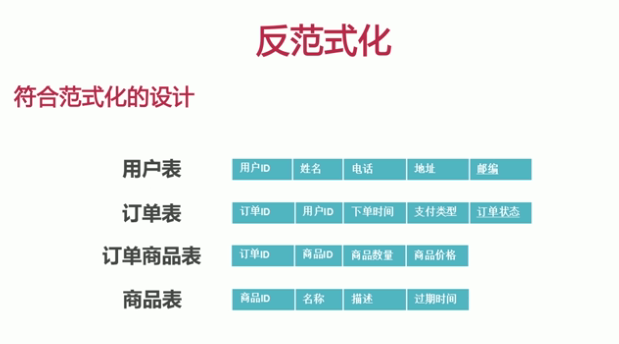 反范式化
符合范式化的设计
用户表 用户ID 姓名 电话 地址 邮编
订单表 订单ID 用户ID 下单时间 支付类型 订单状态
订单商品表 订单ID 商品ID 商品数量 商品价格
商品表 商品ID 名称 描述 过期时间